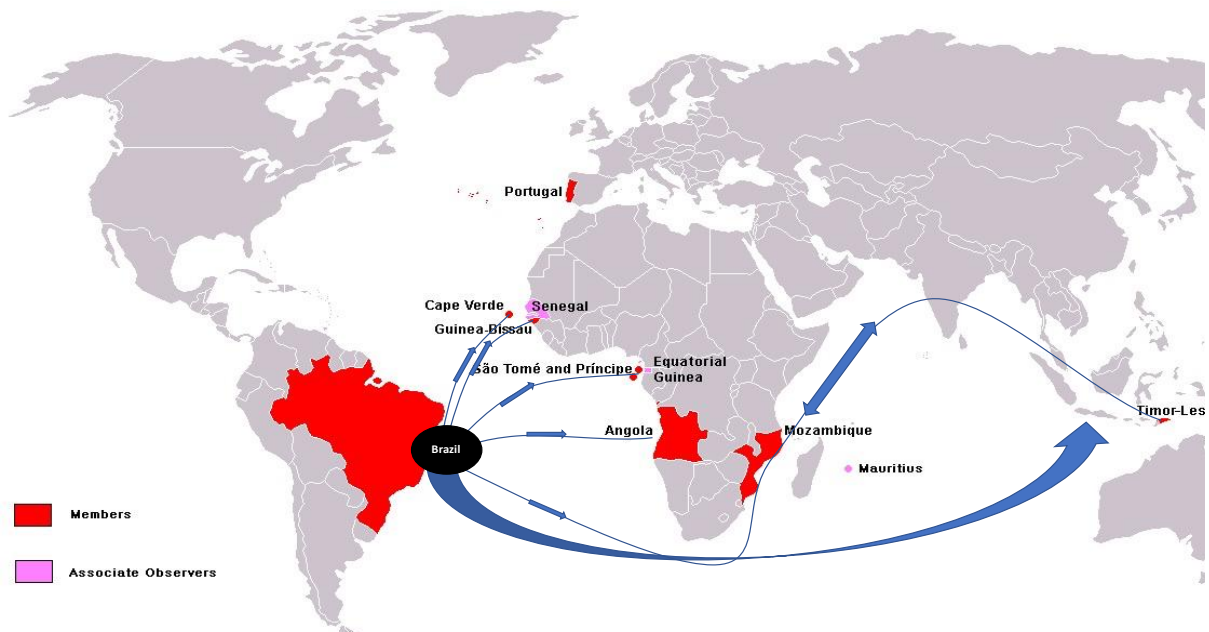 Portugal
Cape Verde
Senegal
Guinea-Bissau
São Tomé and Príncipe
Equatorial
Guinea
Timor-Les
Angola
Mozambique
Brazil
Mauritius
Members
Associate Observers